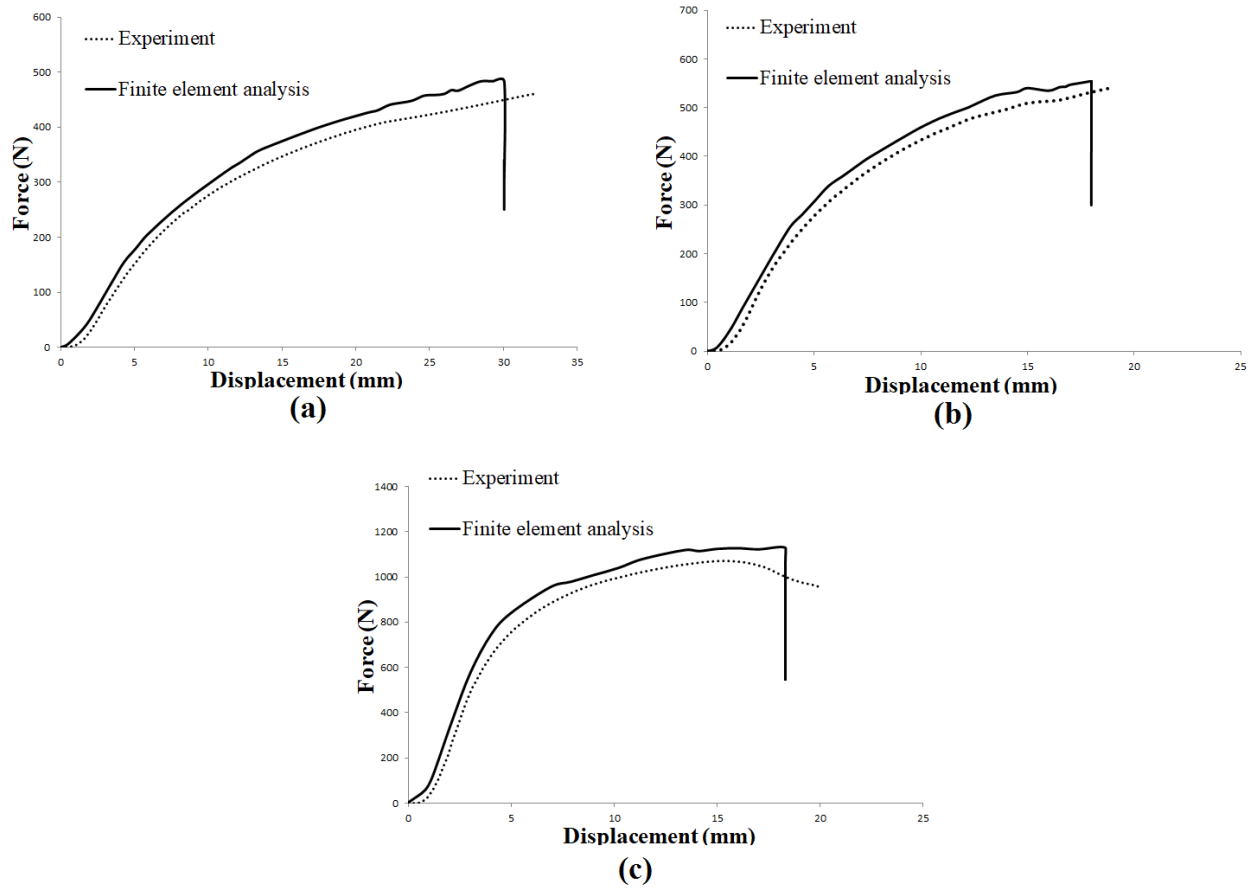 600
500
400
300
200
100
0
Force (N)
Experiment
Finite element analysis
0 5 10 15 20 25 30 35
Displacement (mm)
(a)
700
600
500
400
300
200
100
0
Force (N)
Experiment
Finite element analysis
0 5 10 15 20 25
Displacement (mm)
(b)
1400
1200
1000
800
600
400
200
0
Force (N)
Experiment
Finite element analysis
0 5 10 15 20 25
Displacement (mm)
(c)